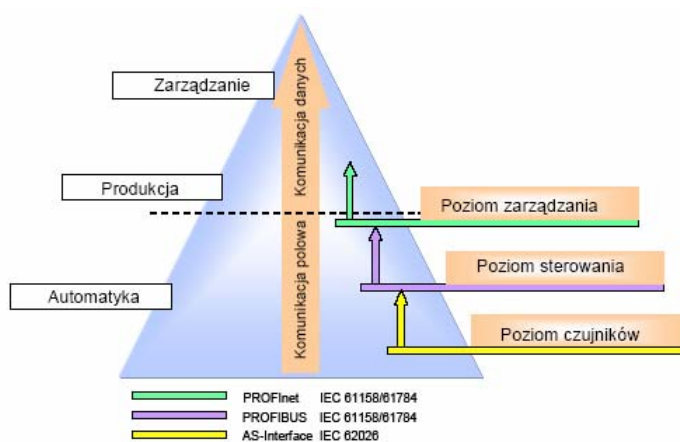 Zarządzanie
Komunikacja danych
Produkcja
Poziom zarządzania
Komunikacja polowa
Poziom sterowania
Automatyka
Poziom czujników
PROFInet IEC 61158/61784
PROFIBUS IEC 61158/61784
AS-Interface IEC 62026